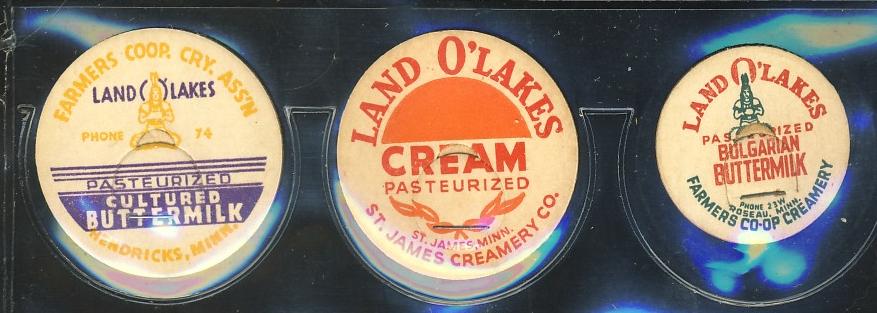 FARMERS COOP. CRY. ASS'N
LAND O'LAKES
PHONE 74
PASTEURIZED
CULTURED
BUTTERMILK
HENDRICKS, MINN.
LAND O'LAKES
CREAM
PASTEURIZED
ST. JAMES, MINN.
ST. JAMES CREAMERY CO.
LAND O'LAKES
PASTEURIZED
BULGARIAN
BUTTERMILK
PHONE 23W
ROSEAU, MINN.
FARMERS CO-OP CREAMERY